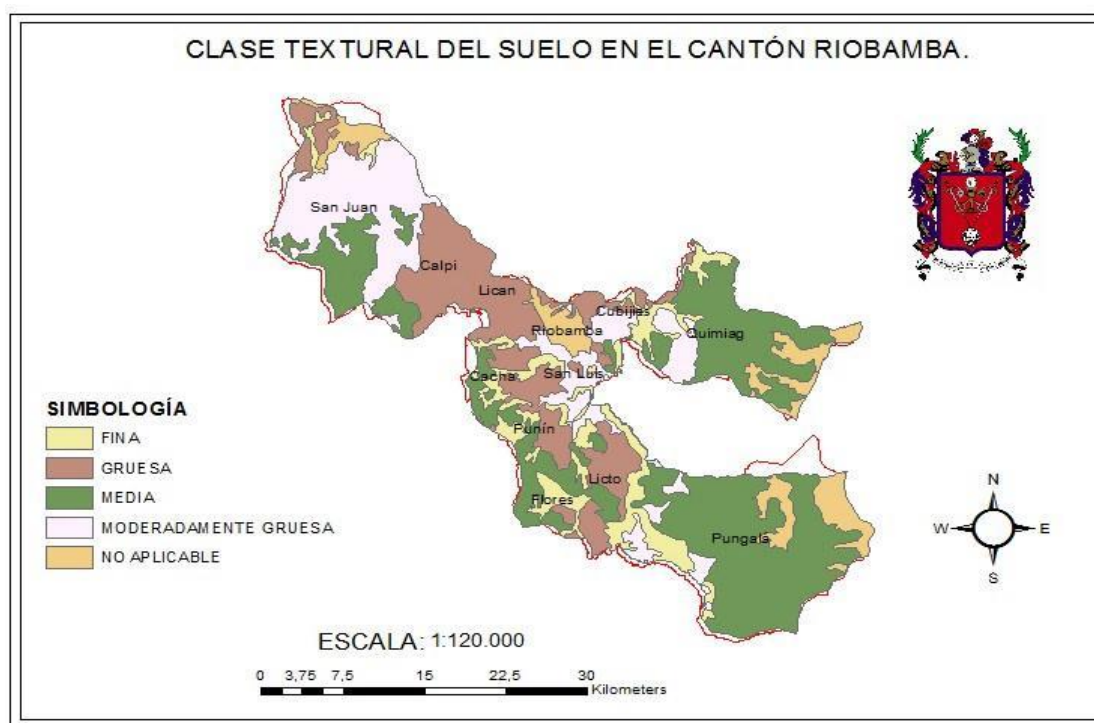 CLASE TEXTURAL DEL SUELO EN EL CANTÓN RIOBAMBA.
San Juan
Calpi
Lican
Cubijies
Riobamba
Quimiag
San Luis
Cacha
Punín
Licto
Flores
Pungalá
SIMBOLOGÍA
FINA
GRUESA
MEDIA
MODERADAMENTE GRUESA
NO APLICABLE
N
W E
S
ESCALA: 1:120.000
0 3,75 7,5 15 22,5 30
Kilometers